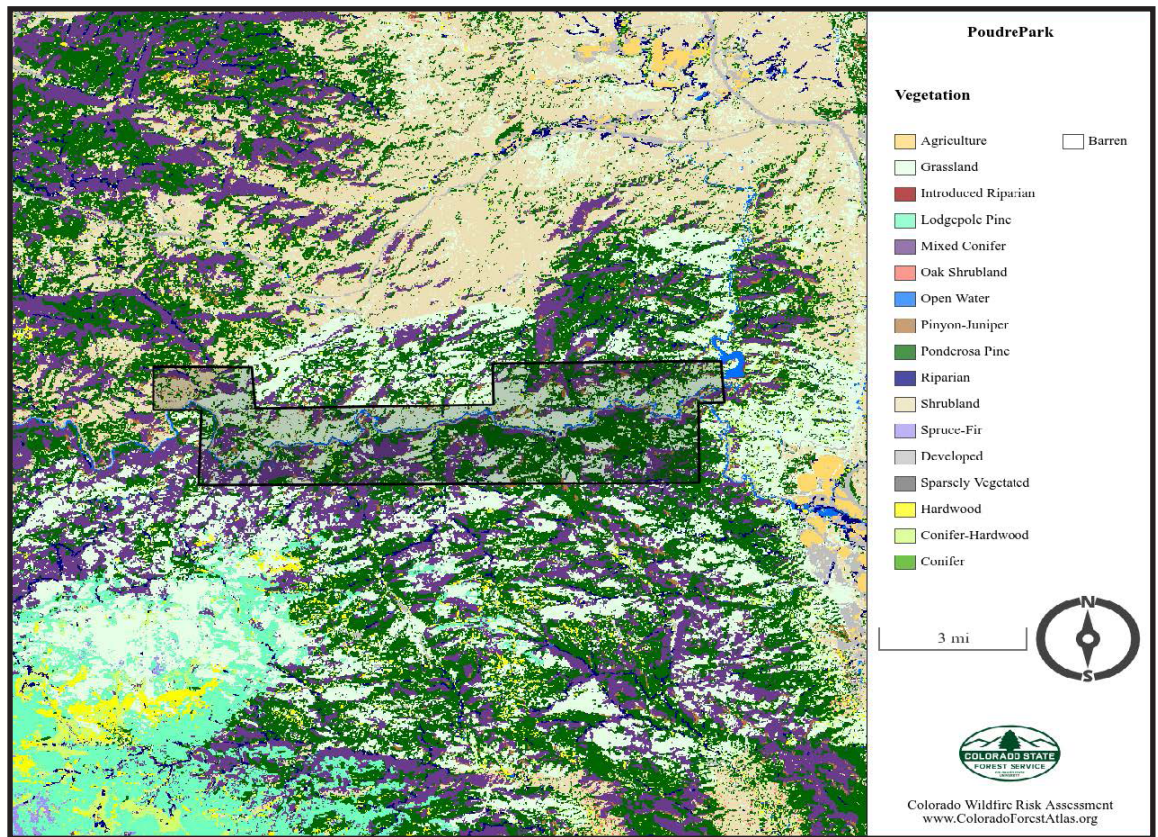 PoudrePark
Vegetation
Agriculture
Barren
Grassland
Introduced Riparian
Lodgepole Pine
Mixed Conifer
Oak Shrubland
Open Water
Pinyon-Juniper
Ponderosa Pine
Riparian
Shrubland
Spruce-Fir
Developed
Sparsely Vegetated
Hardwood
Conifer-Hardwood
Conifer
N
3 mi
S
COLORADO STATE
FOREST SERVICE
Colorado Wildfire Risk Assessment
www.ColoradoForestAtlas.org